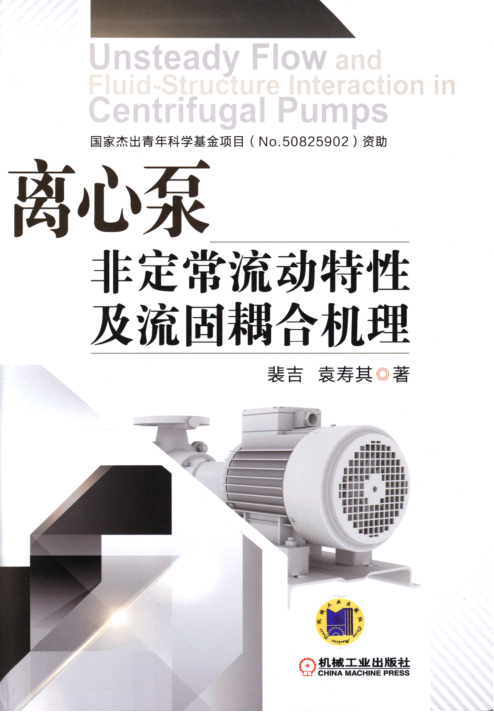 Unsteady Flow and
Fluid-Structure Interaction in
Centrifugal Pumps
国家杰出青年科学基金项目（No.50825902）资助
离心泵
非定常流动特性
及流固耦合机理
裴吉 袁寿其◎著
机械工业出版社
CHINA MACHINE PRESS